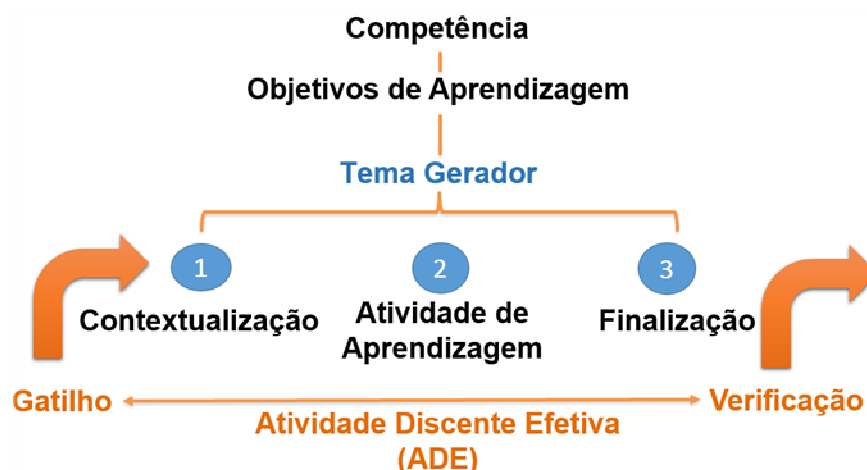 Competência
Objetivos de Aprendizagem
Tema Gerador
1
2
3
Contextualização
Atividade de
Aprendizagem
Finalização
Gatilho
Verificação
Atividade Discente Efetiva
(ADE)